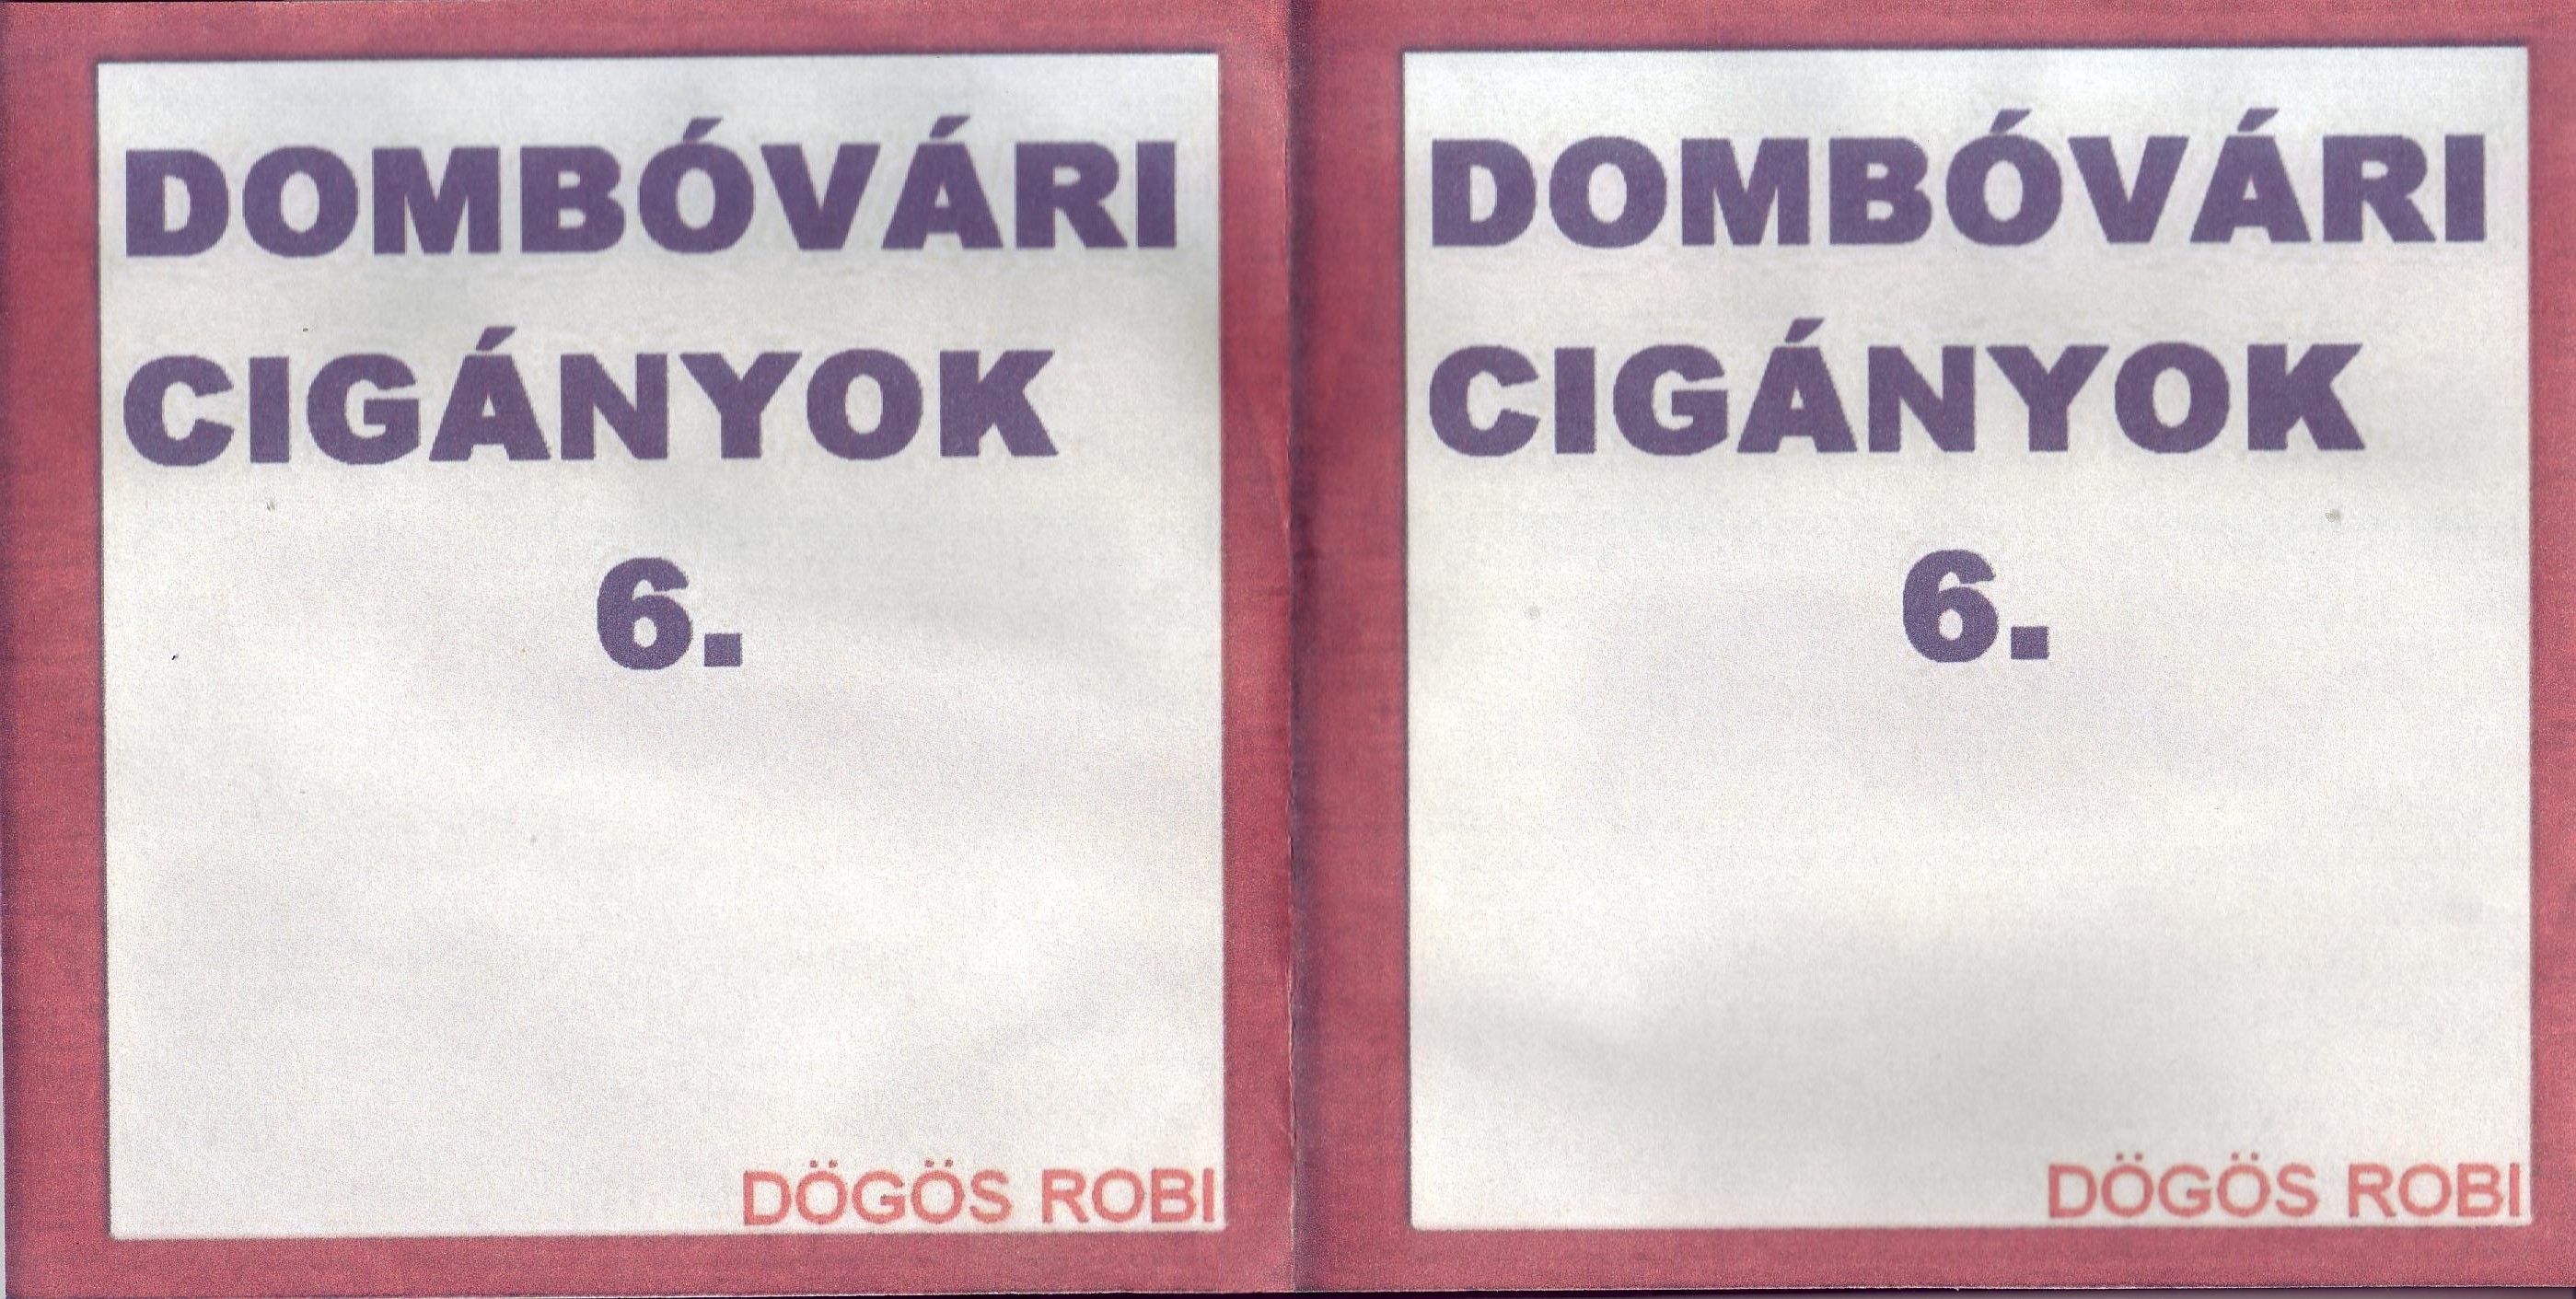 DOMBÓVÁRI
CIGÁNYOK
6.
DÖGÖS ROBI
DOMBÓVÁRI
CIGÁNYOK
6.
DÖGÖS ROBI